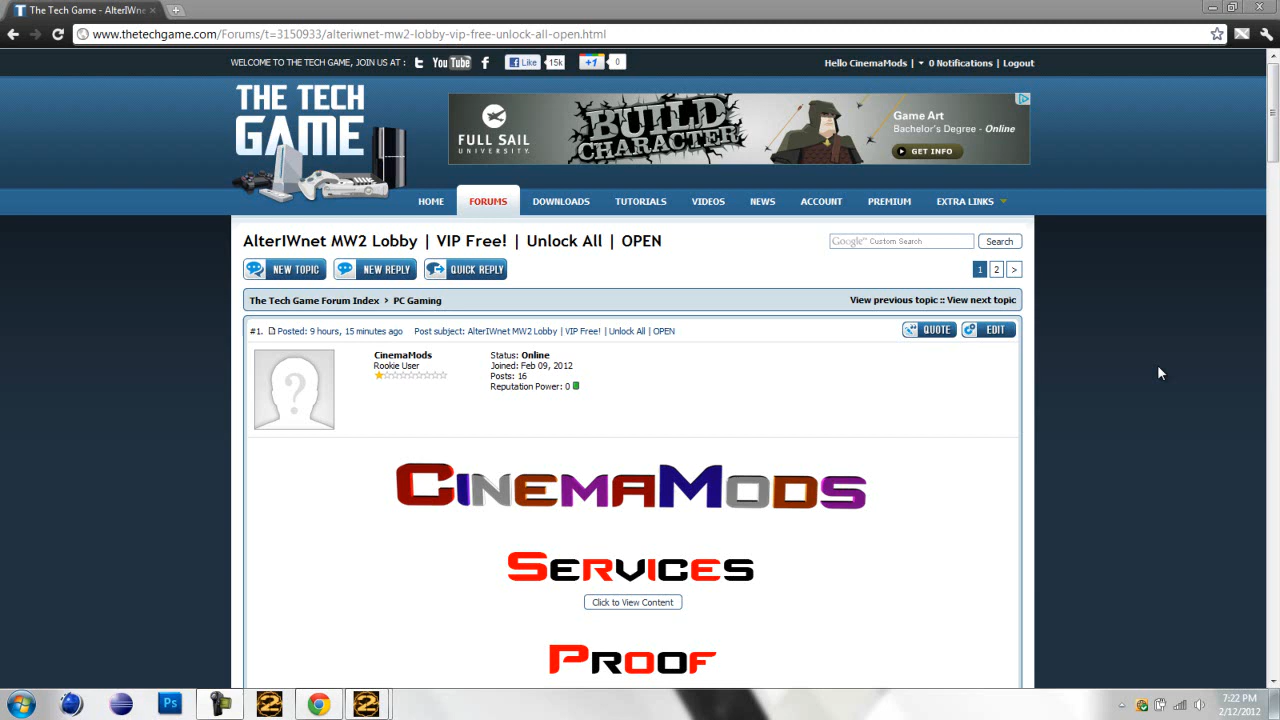 The Tech Game - AlterIWne
www.thetechgame.com/Forums/t=3150933/alteriwnet-mw2-lobby-vip-free-unlock-all-open.html
WELCOME TO THE TECH GAME, JOIN US AT :
You Tube
f
Like
15k
+1
0
Hello CinemaMods | 0 Notifications | Logout
THE TECH
GAME
FULL SAIL
UNIVERSITY.
BUILD
CHARACTER
Game Art
Bachelor's Degree - Online
GET INFO
HOME
FORUMS
DOWNLOADS
TUTORIALS
VIDEOS
NEWS
ACCOUNT
PREMIUM
EXTRA LINKS
AlterIWnet MW2 Lobby | VIP Free! | Unlock All | OPEN
Google Custom Search
Search
NEW TOPIC
NEW REPLY
QUICK REPLY
1
2
>
The Tech Game Forum Index > PC Gaming
View previous topic :: View next topic
#1. Posted: 9 hours, 15 minutes ago Post subject: AlterIWnet MW2 Lobby | VIP Free! | Unlock All | OPEN
QUOTE
EDIT
CinemaMods
Rookie User
Status: Online
Joined: Feb 09, 2012
Posts: 16
Reputation Power: 0
?
CinemaMods
Services
Click to View Content
Proof
Ps
2
2
7:22 PM
2/12/2012